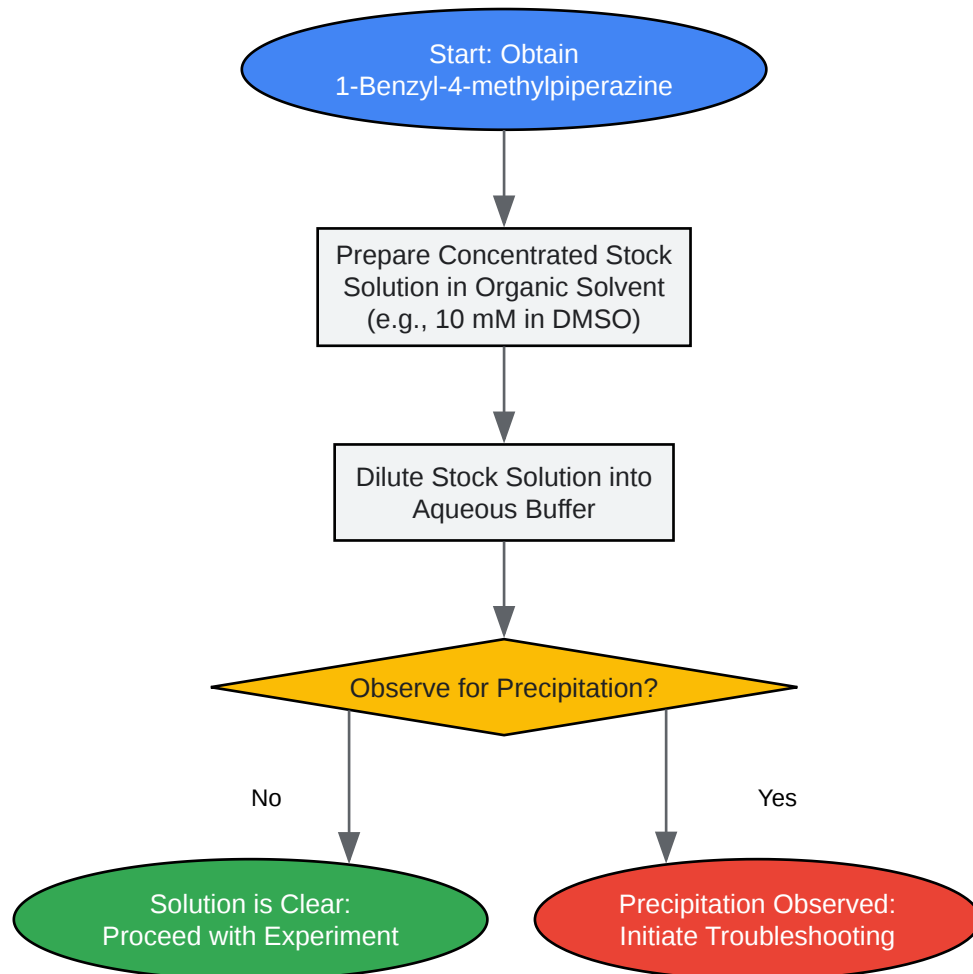 Start: Obtain
1-Benzyl-4-methylpiperazine
Prepare Concentrated Stock
Solution in Organic Solvent
(e.g., 10 mM in DMSO)
Dilute Stock Solution into
Aqueous Buffer
Observe for Precipitation?
No
Yes
Solution is Clear:
Proceed with Experiment
Precipitation Observed:
Initiate Troubleshooting